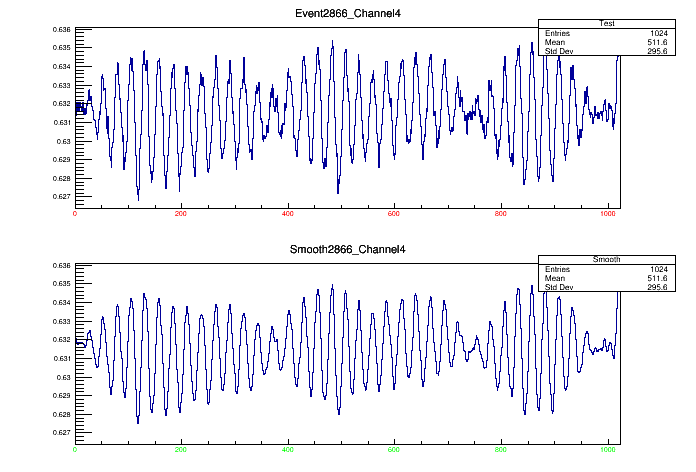 Event2866_Channel4
Test
Entries 1024
Mean 511.6
Std Dev 295.6
0.636
0.635
0.634
0.633
0.632
0.631
0.63
0.629
0.628
0.627
0 200 400 600 800 1000
Smooth2866_Channel4
Smooth
Entries 1024
Mean 511.6
Std Dev 295.6
0.636
0.635
0.634
0.633
0.632
0.631
0.63
0.629
0.628
0.627
0 200 400 600 800 1000